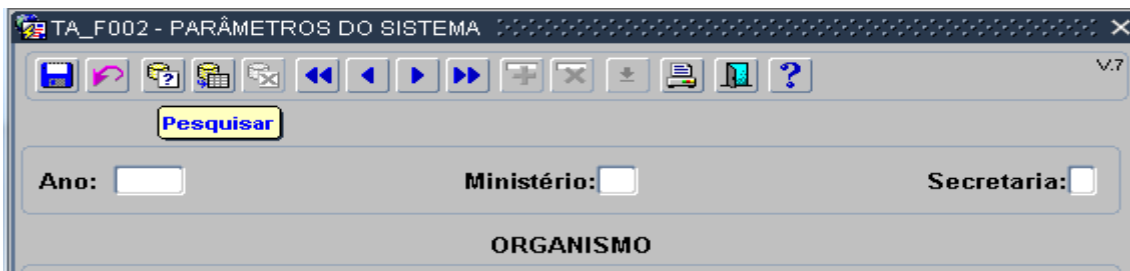 TA_F002 - PARÂMETROS DO SISTEMA
V.7
Pesquisar
Ano: Ministério: Secretaria:
ORGANISMO